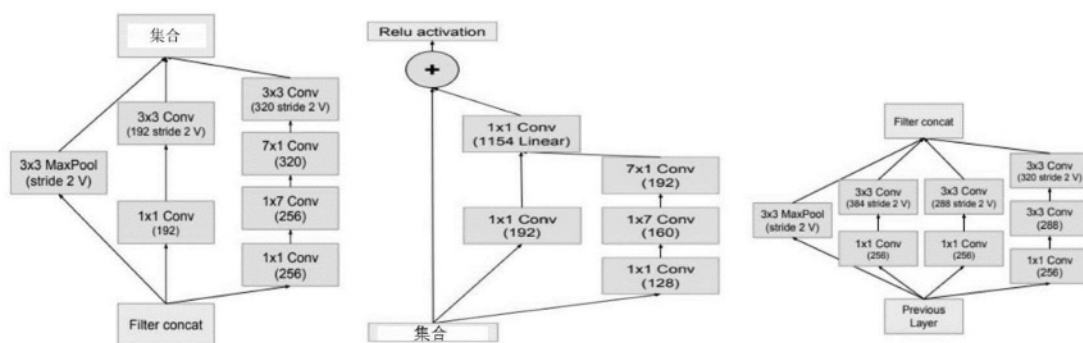 集合
3x3 Conv
(320 stride 2 V)
3x3 Conv
(192 stride 2 V)
7x1 Conv
(320)
3x3 MaxPool
(stride 2 V)
1x7 Conv
(256)
1x1 Conv
(192)
1x1 Conv
(256)
Filter concat
Relu activation
+
1x1 Conv
(1154 Linear)
7x1 Conv
(192)
1x1 Conv
(192)
1x7 Conv
(160)
1x1 Conv
(128)
集合
Filter concat
3x3 Conv
(320 stride 2 V)
3x3 Conv
(384 stride 2 V)
3x3 Conv
(288 stride 2 V)
3x3 MaxPool
(stride 2 V)
3x3 Conv
(288)
1x1 Conv
(256)
1x1 Conv
(256)
1x1 Conv
(256)
Previous
Layer